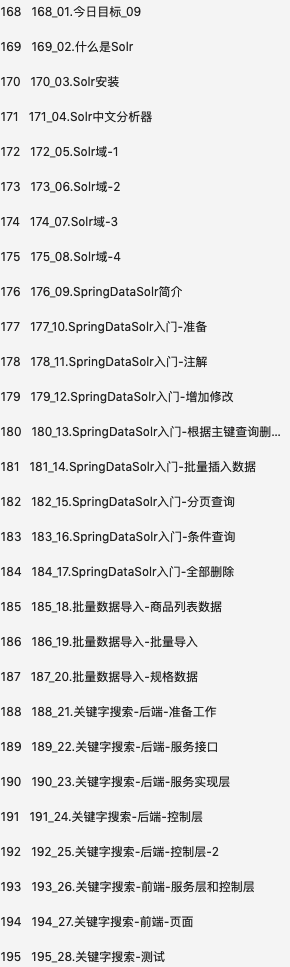 168 168_01.今日目标_09
169 169_02.什么是Solr
170 170_03.Solr安装
171 171_04.Solr中文分析器
172 172_05.Solr域-1
173 173_06.Solr域-2
174 174_07.Solr域-3
175 175_08.Solr域-4
176 176_09.SpringDataSolr简介
177 177_10.SpringDataSolr入门-准备
178 178_11.SpringDataSolr入门-注解
179 179_12.SpringDataSolr入门-增加修改
180 180_13.SpringDataSolr入门-根据主键查询删...
181 181_14.SpringDataSolr入门-批量插入数据
182 182_15.SpringDataSolr入门-分页查询
183 183_16.SpringDataSolr入门-条件查询
184 184_17.SpringDataSolr入门-全部删除
185 185_18.批量数据导入-商品列表数据
186 186_19.批量数据导入-批量导入
187 187_20.批量数据导入-规格数据
188 188_21.关键字搜索-后端-准备工作
189 189_22.关键字搜索-后端-服务接口
190 190_23.关键字搜索-后端-服务实现层
191 191_24.关键字搜索-后端-控制层
192 192_25.关键字搜索-后端-控制层-2
193 193_26.关键字搜索-前端-服务层和控制层
194 194_27.关键字搜索-前端-页面
195 195_28.关键字搜索-测试